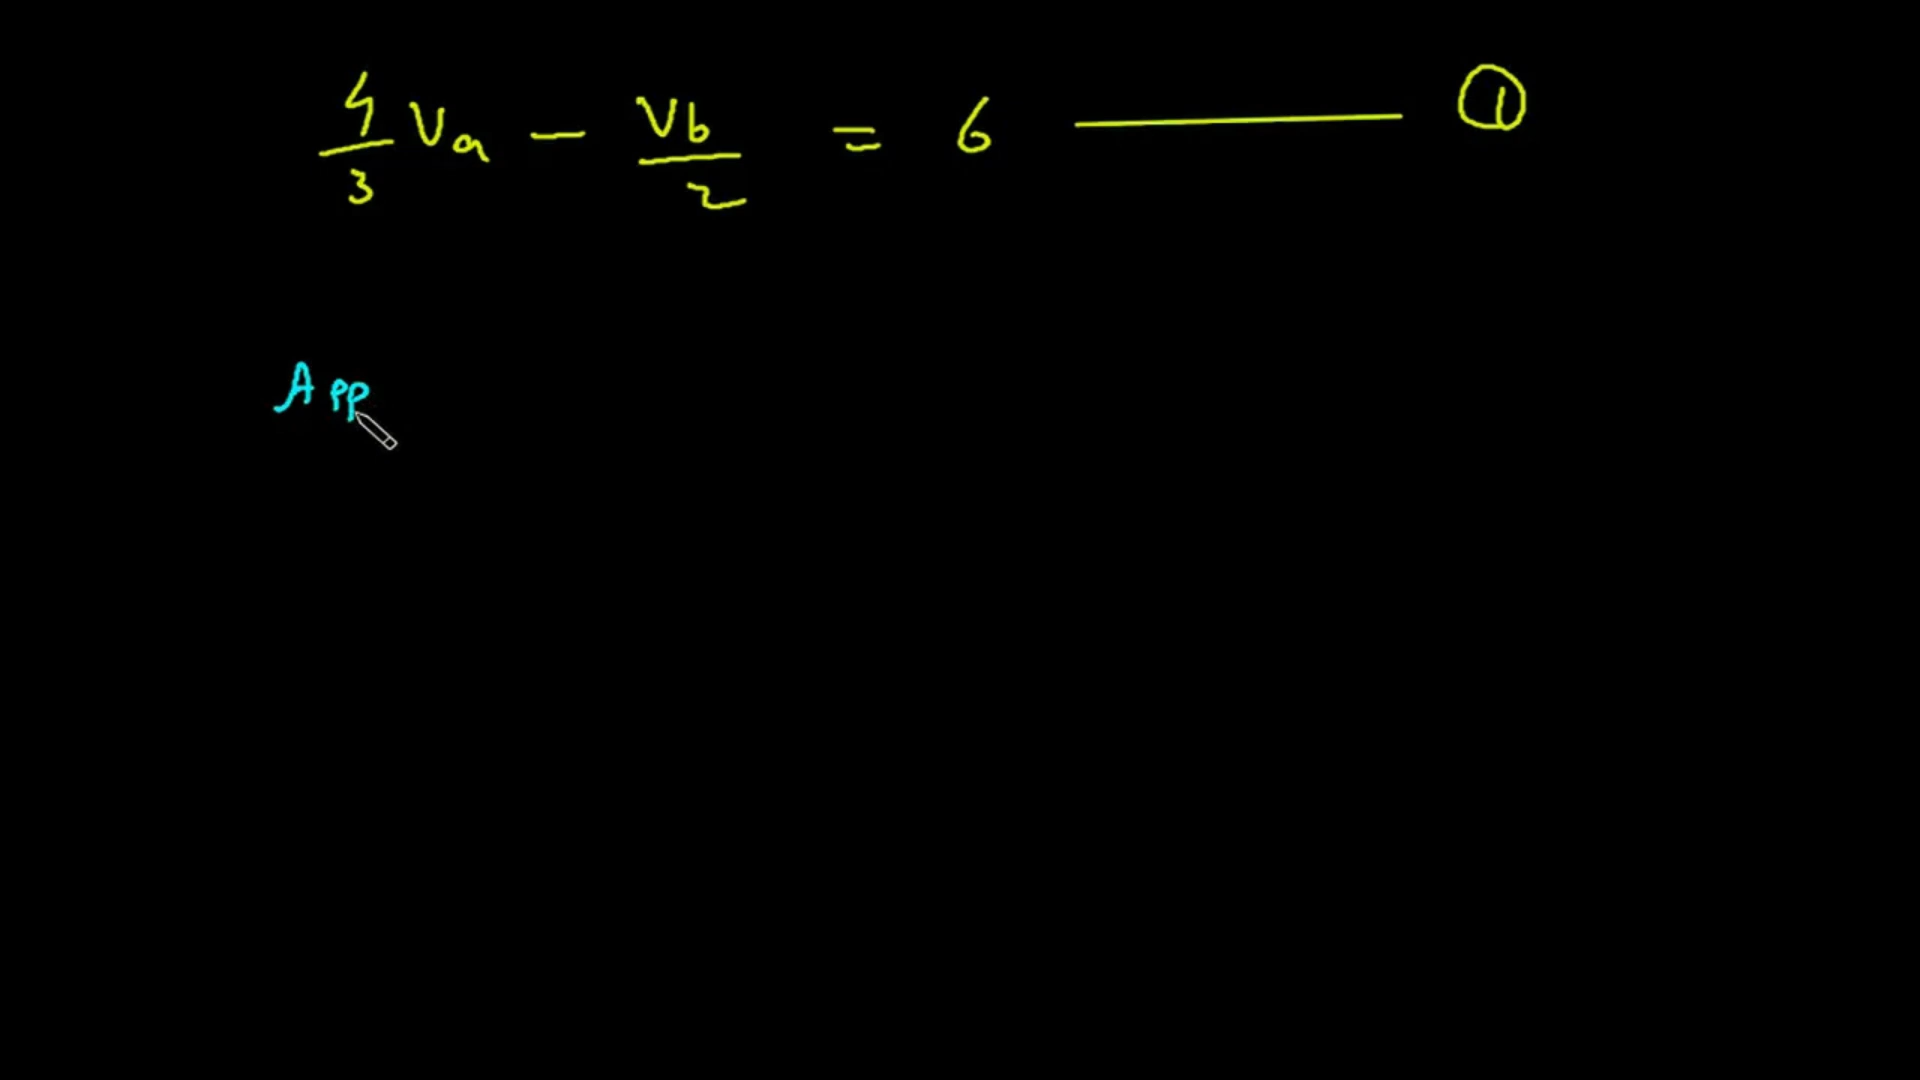 4/3 Va - Vb/2 = 6 ——— ①
App